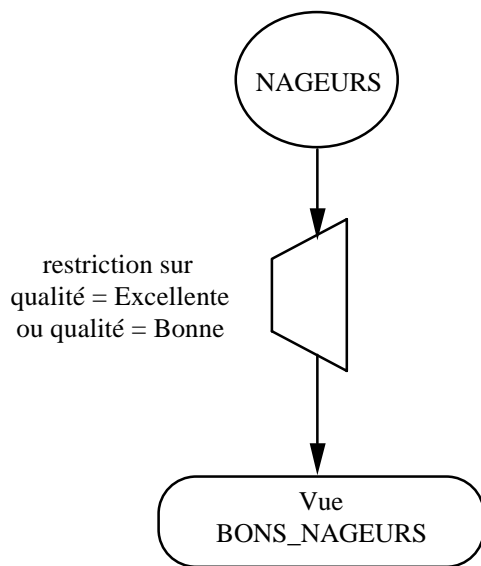 NAGEURS
restriction sur
qualité = Excellente
ou qualité = Bonne
Vue
BONS_NAGEURS